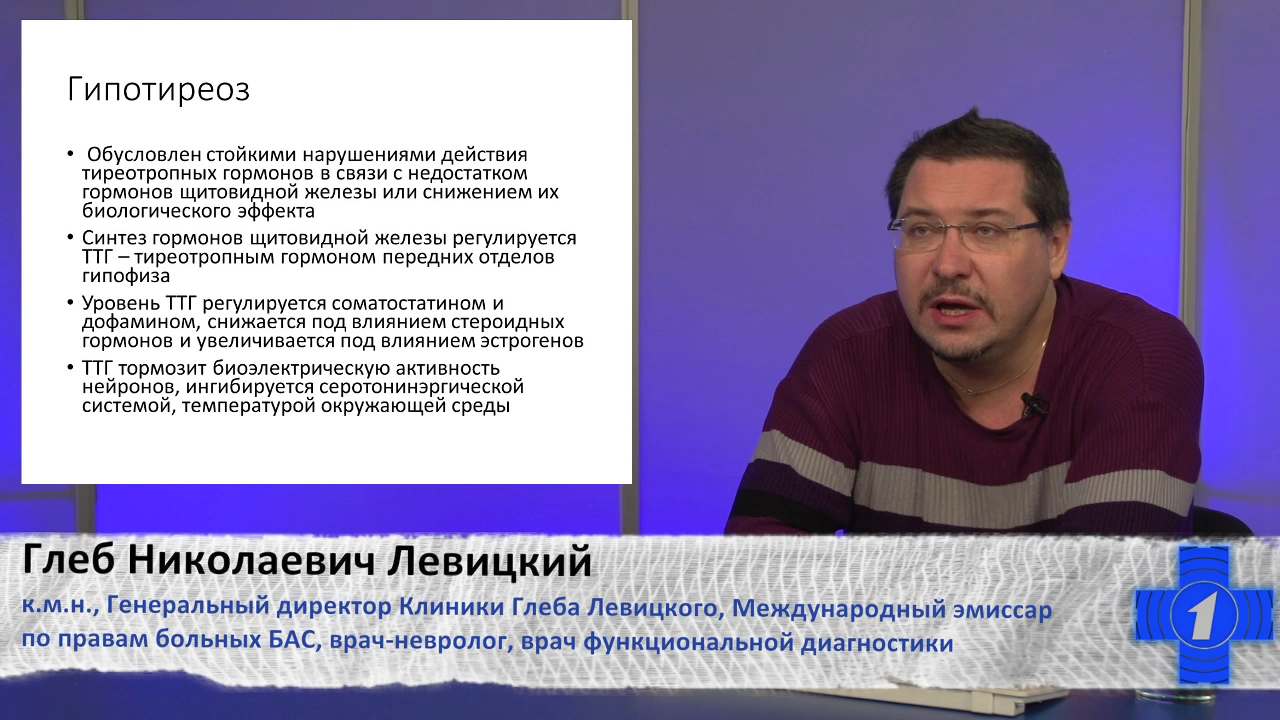 Гипотиреоз
• Обусловлен стойкими нарушениями действия
тиреотропных гормонов в связи с недостатком
гормонов щитовидной железы или снижением их
биологического эффекта
• Синтез гормонов щитовидной железы регулируется
ТТГ – тиреотропным гормоном передних отделов
гипофиза
• Уровень ТТГ регулируется соматостатином и
дофамином, снижается под влиянием стероидных
гормонов и увеличивается под влиянием эстрогенов
• ТТГ тормозит биоэлектрическую активность
нейронов, ингибируется серотонинэргической
системой, температурой окружающей среды
Глеб Николаевич Левицкий
к.м.н., Генеральный директор Клиники Глеба Левицкого, Международный эмиссар
по правам больных БАС, врач-невролог, врач функциональной диагностики
1